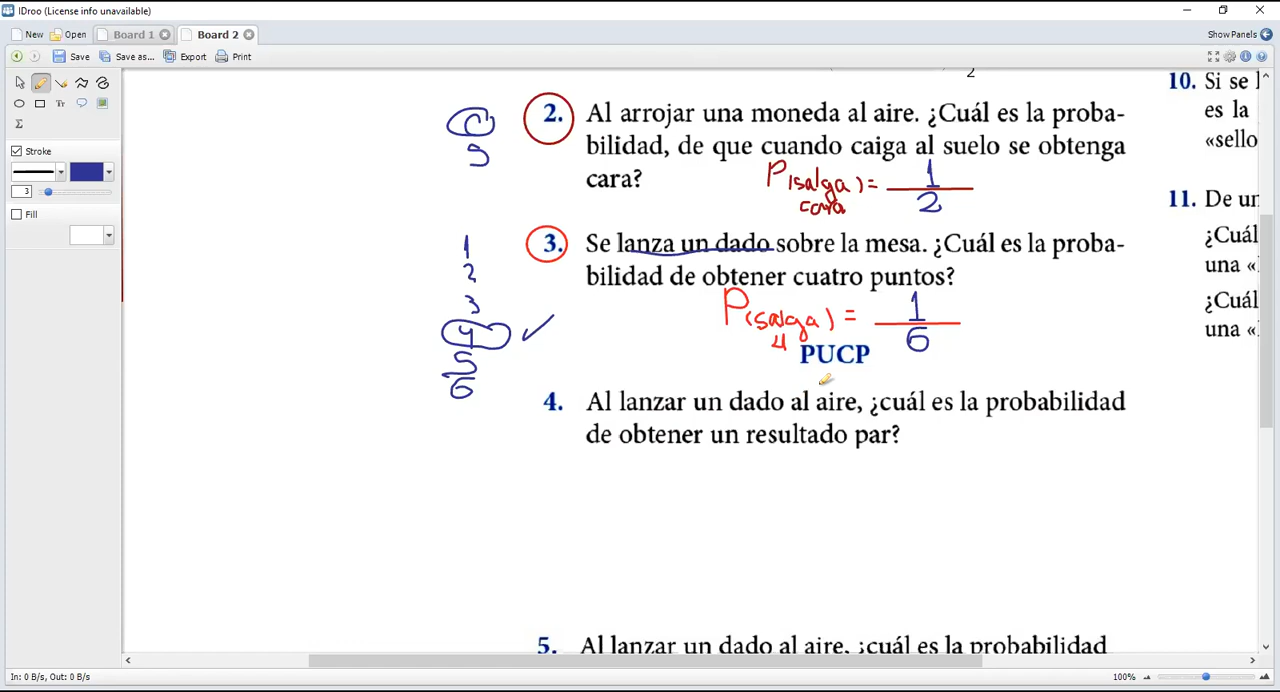 IDroo (License info unavailable)
New Open Board 1 Board 2 Show Panels
Save Save as... Export Print
Tт
Σ
Stroke
3
Fill
2
C
S
2. Al arrojar una moneda al aire. ¿Cuál es la proba-
bilidad, de que cuando caiga al suelo se obtenga
cara?
P(salga cara) = 1/2
1
2
3
4
5
6
3. Se lanza un dado sobre la mesa. ¿Cuál es la proba-
bilidad de obtener cuatro puntos?
P(salga 4) = 1/6
PUCP
4. Al lanzar un dado al aire, ¿cuál es la probabilidad
de obtener un resultado par?
5. Al lanzar un dado al aire, ¿cuál es la probabilidad
10. Si se l
es la
«sello
11. De un
¿Cuál
una «
¿Cuál
una «
In: 0 B/s, Out: 0 B/s 100%